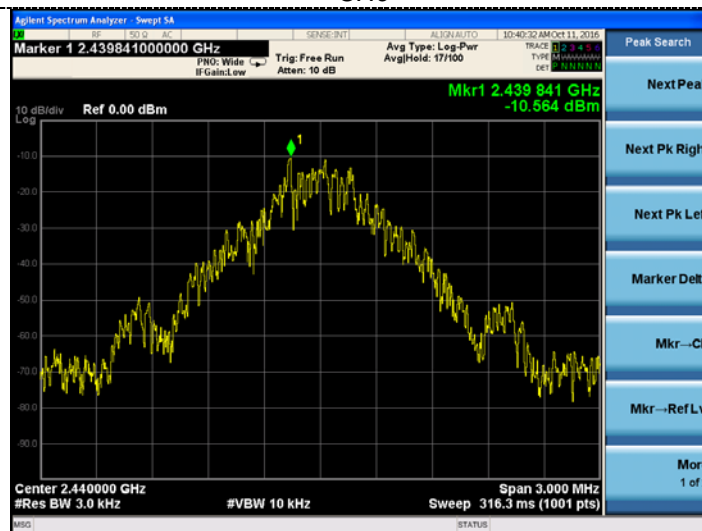 Agilent Spectrum Analyzer - Swept SA
RF 50 Ω AC SENSE:INT ALIGN AUTO 10:40:32 AM Oct 11, 2016
Marker 1 2.439841000000 GHz
PNO: Wide Trig: Free Run Avg Type: Log-Pwr TRACE 1 2 3 4 5 6
IFGain:Low Atten: 10 dB Avg|Hold: 17/100 TYPE M
DET P N N N N N
Mkr1 2.439 841 GHz
-10.564 dBm
10 dB/div Ref 0.00 dBm
Log
1
-10.0
-20.0
-30.0
-40.0
-50.0
-60.0
-70.0
-80.0
-90.0
Center 2.440000 GHz Span 3.000 MHz
#Res BW 3.0 kHz #VBW 10 kHz Sweep 316.3 ms (1001 pts)
MSG STATUS
Peak Search
Next Pea
Next Pk Righ
Next Pk Lef
Marker Delt
Mkr→C
Mkr→Ref Lv
Mor
1 of